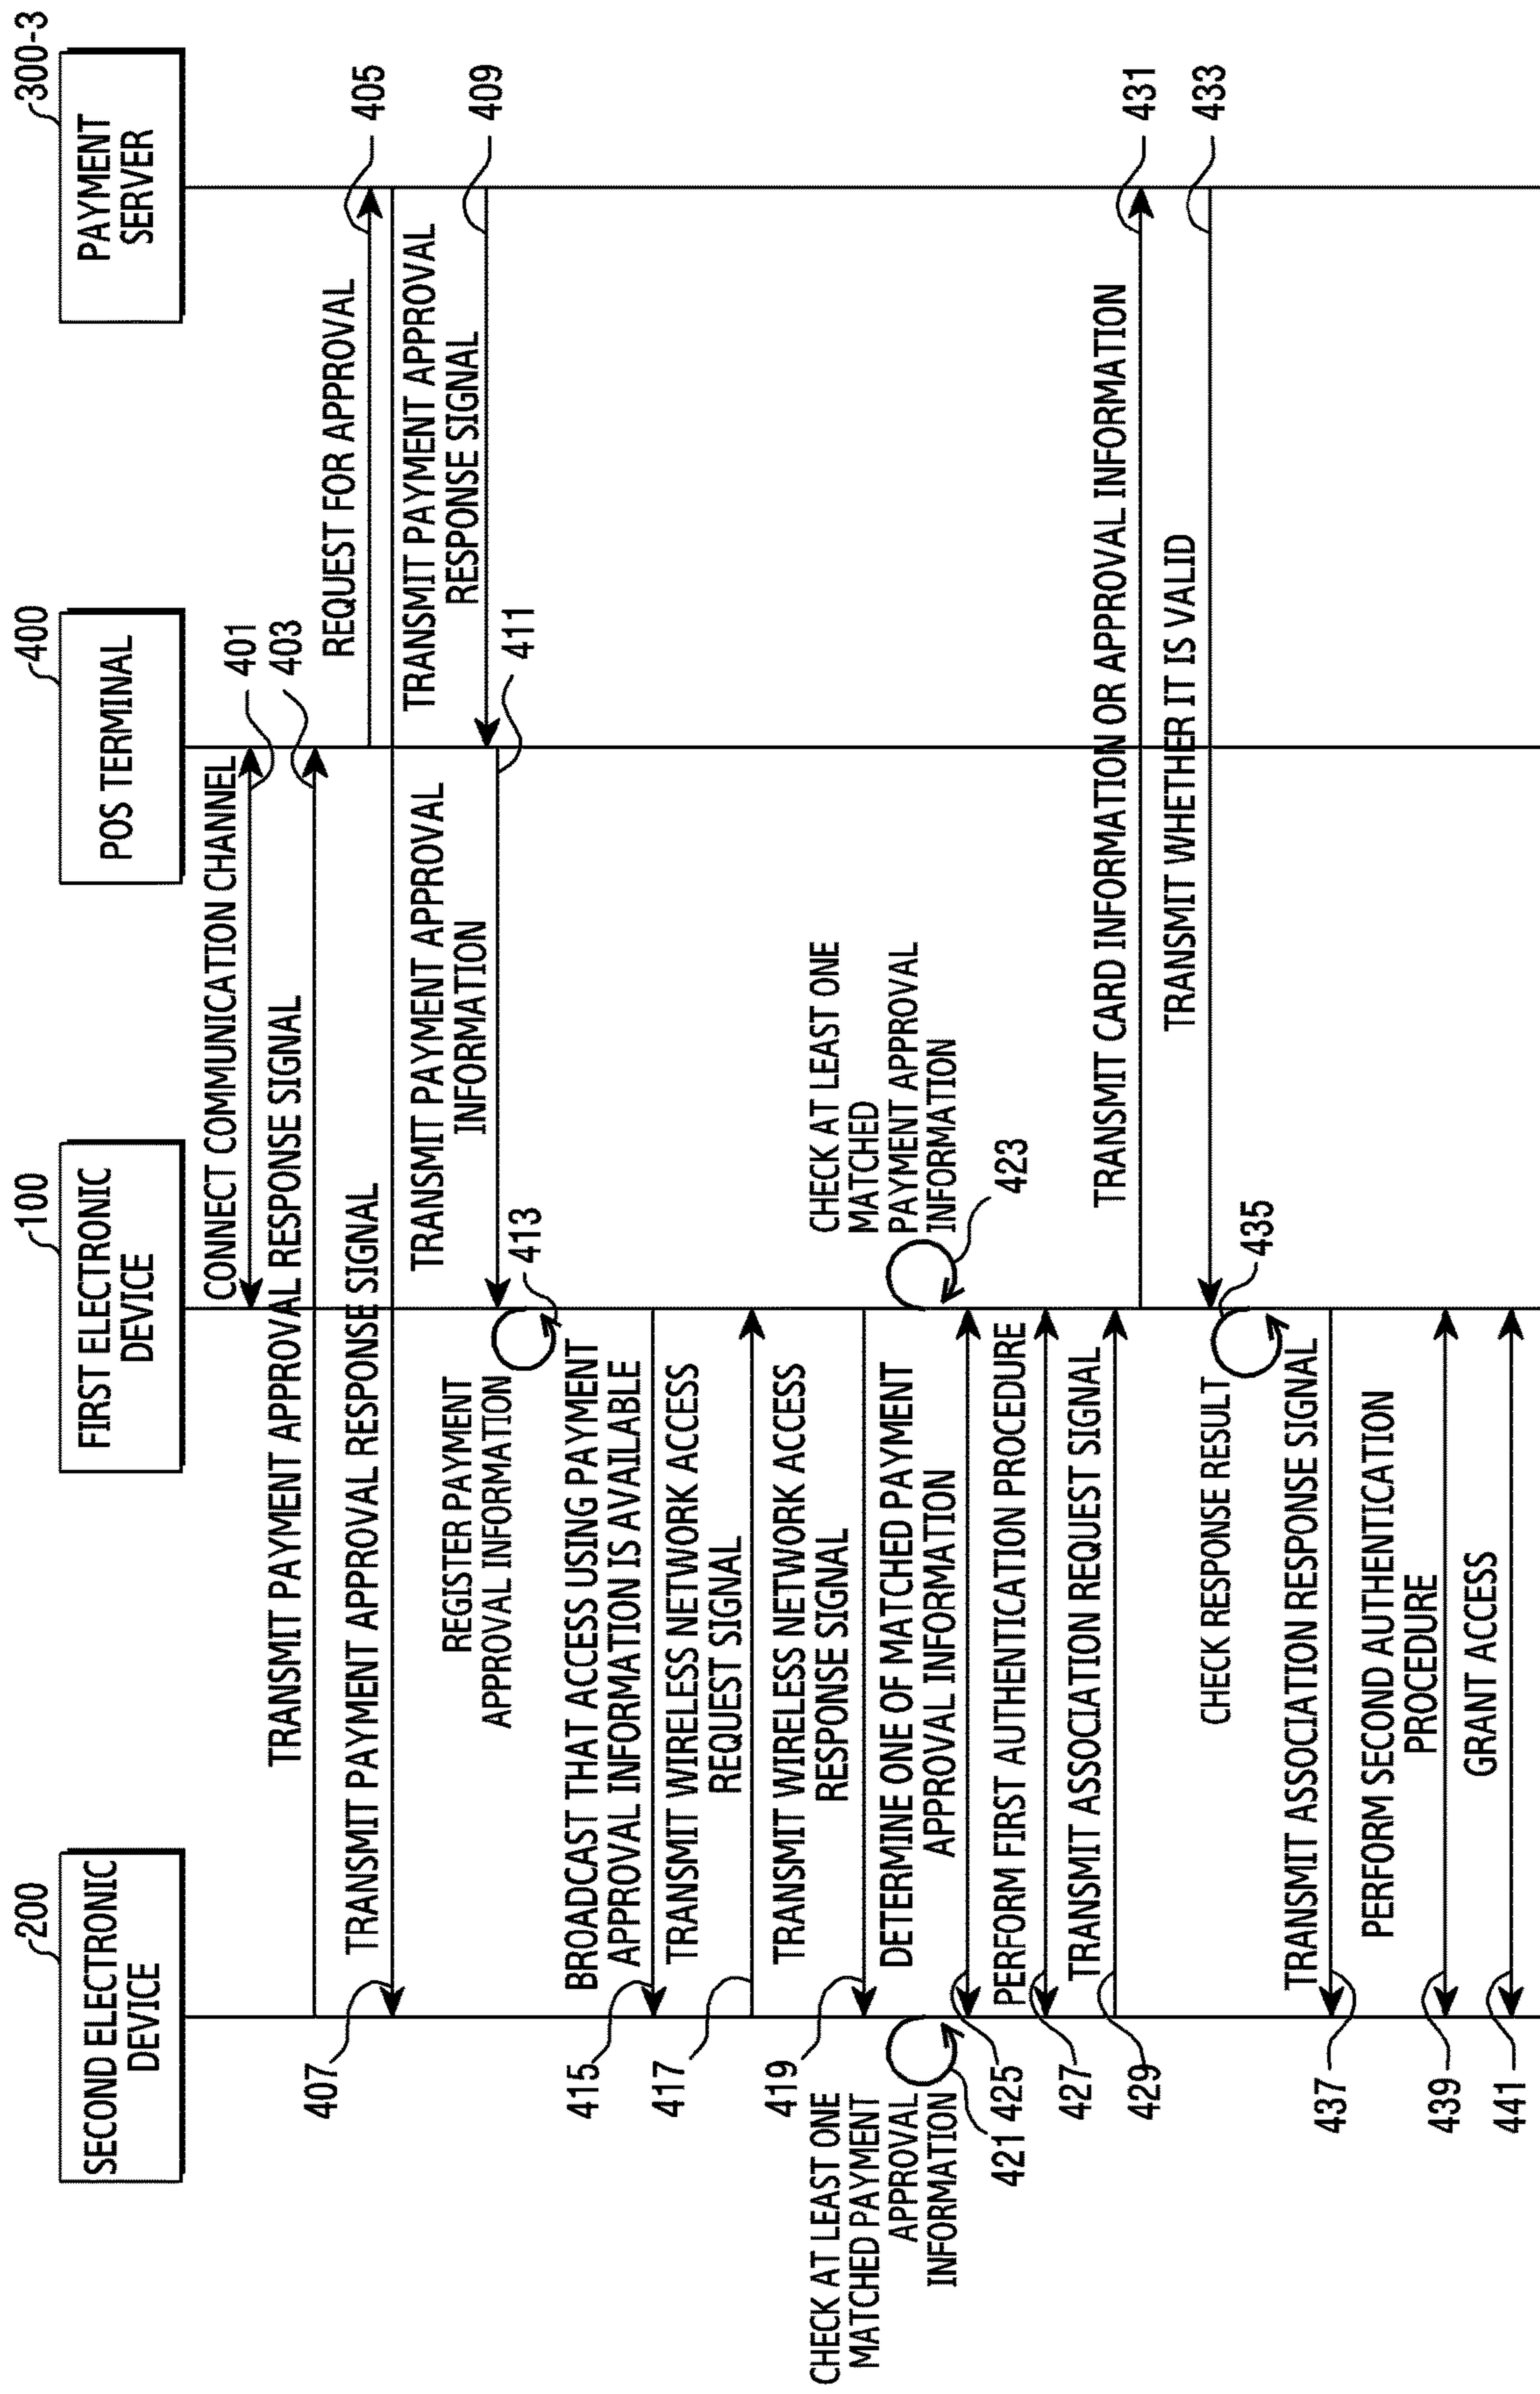 200
SECOND ELECTRONIC
DEVICE
100
FIRST ELECTRONIC
DEVICE
400
POS TERMINAL
300-3
PAYMENT
SERVER
CONNECT COMMUNICATION CHANNEL
401
TRANSMIT PAYMENT APPROVAL RESPONSE SIGNAL
403
REQUEST FOR APPROVAL
405
TRANSMIT PAYMENT APPROVAL RESPONSE SIGNAL
407
TRANSMIT PAYMENT APPROVAL
RESPONSE SIGNAL
409
TRANSMIT PAYMENT APPROVAL
INFORMATION
411
REGISTER PAYMENT
APPROVAL INFORMATION
413
BROADCAST THAT ACCESS USING PAYMENT
APPROVAL INFORMATION IS AVAILABLE
415
TRANSMIT WIRELESS NETWORK ACCESS
REQUEST SIGNAL
417
TRANSMIT WIRELESS NETWORK ACCESS
RESPONSE SIGNAL
419
CHECK AT LEAST ONE
MATCHED PAYMENT
APPROVAL
INFORMATION
421
CHECK AT LEAST ONE
MATCHED
PAYMENT APPROVAL
INFORMATION
423
DETERMINE ONE OF MATCHED PAYMENT
APPROVAL INFORMATION
425
PERFORM FIRST AUTHENTICATION PROCEDURE
427
TRANSMIT ASSOCIATION REQUEST SIGNAL
429
TRANSMIT CARD INFORMATION OR APPROVAL INFORMATION
431
TRANSMIT WHETHER IT IS VALID
433
CHECK RESPONSE RESULT
435
TRANSMIT ASSOCIATION RESPONSE SIGNAL
437
PERFORM SECOND AUTHENTICATION
PROCEDURE
439
GRANT ACCESS
441